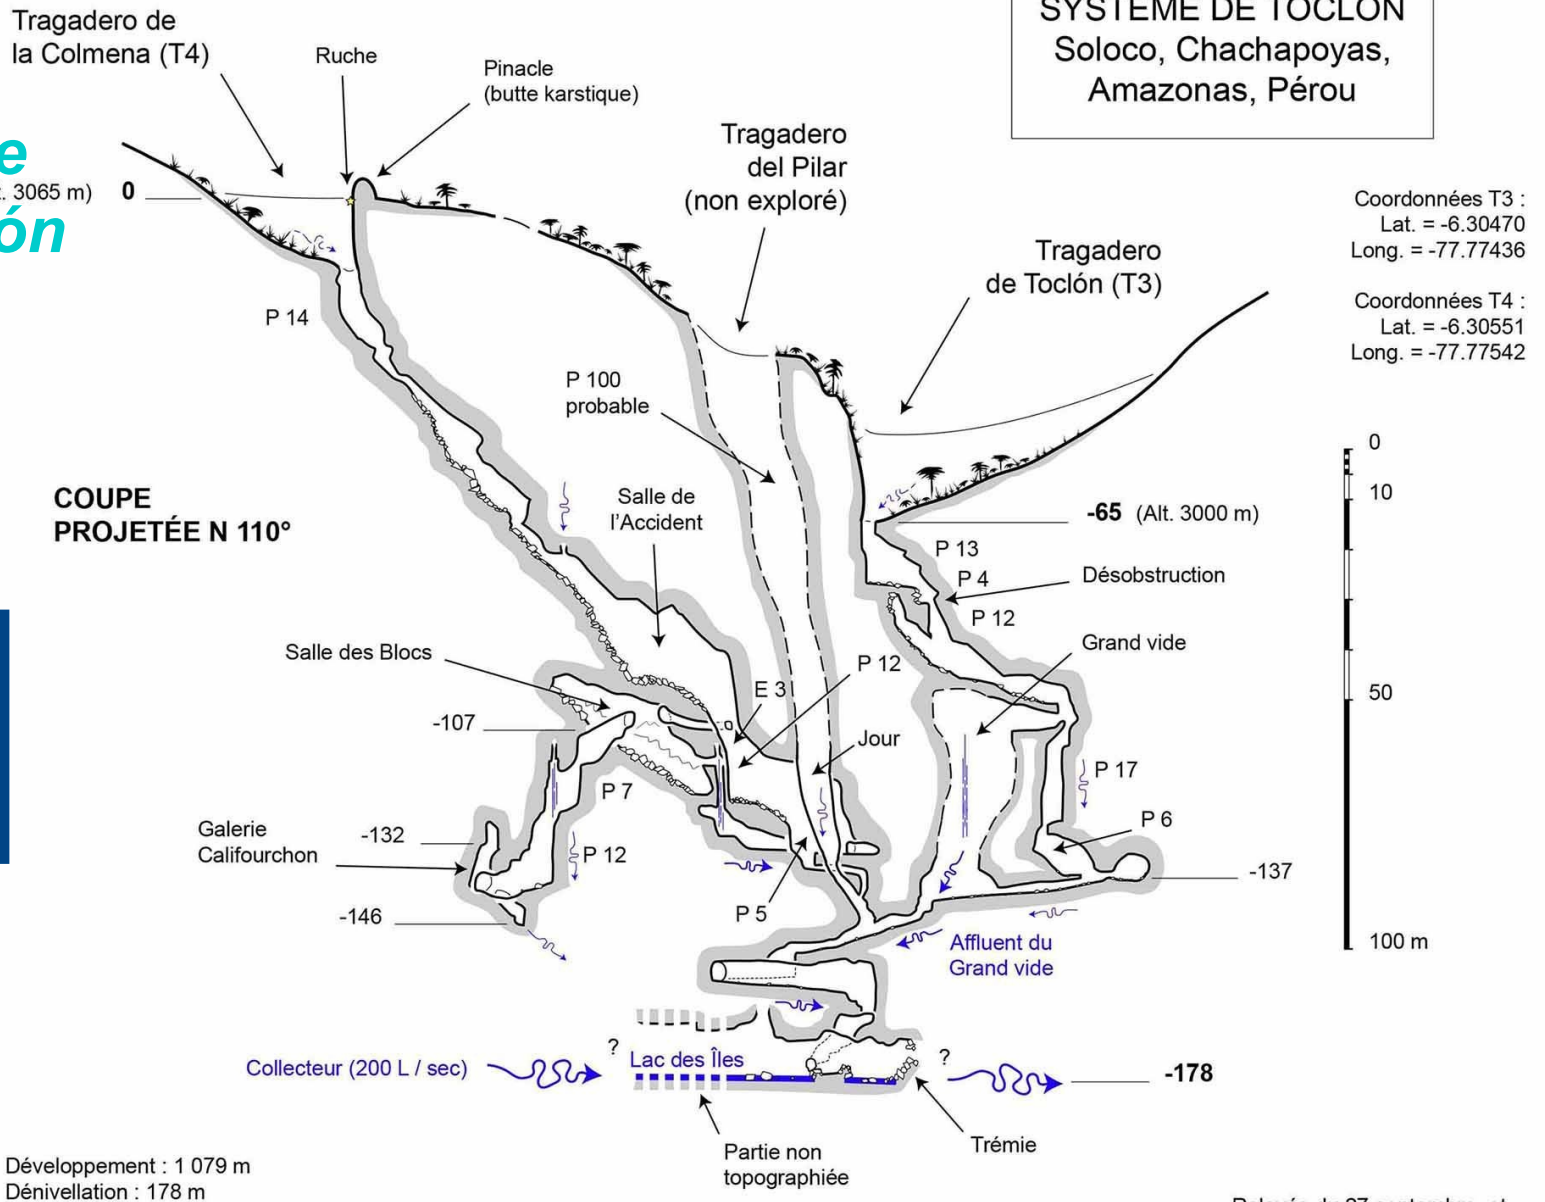 SYSTÈME DE TOCLÓN
Soloco, Chachapoyas,
Amazonas, Pérou
Tragadero de
la Colmena (T4)
Ruche
Pinacle
(butte karstique)
Tragadero
del Pilar
(non exploré)
Tragadero
de Toclón (T3)
Coordonnées T3 :
Lat. = -6.30470
Long. = -77.77436
Coordonnées T4 :
Lat. = -6.30551
Long. = -77.77542
3065 m) 0
P 14
P 100
probable
COUPE
PROJETÉE N 110°
Salle de
l'Accident
-65 (Alt. 3000 m)
P 13
P 4
Désobstruction
P 12
Grand vide
0
10
50
100 m
Salle des Blocs
P 12
E 3
-107
Jour
P 17
P 7
P 6
Galerie
Califourchon
-132
P 12
-137
-146
P 5
Affluent du
Grand vide
Collecteur (200 L / sec)
?
Lac des Îles
?
-178
Trémie
Partie non
topographiée
Développement : 1 079 m
Dénivellation : 178 m